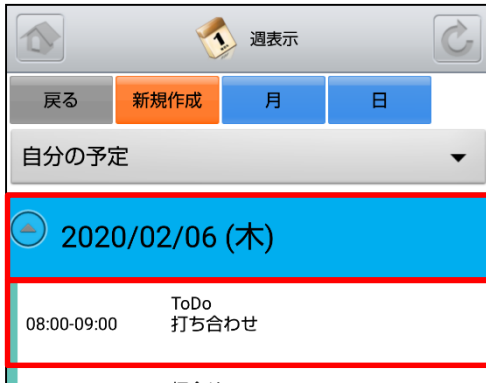 週表示
戻る 新規作成 月 日
自分の予定
2020/02/06 (木)
ToDo
08:00-09:00 打ち合わせ